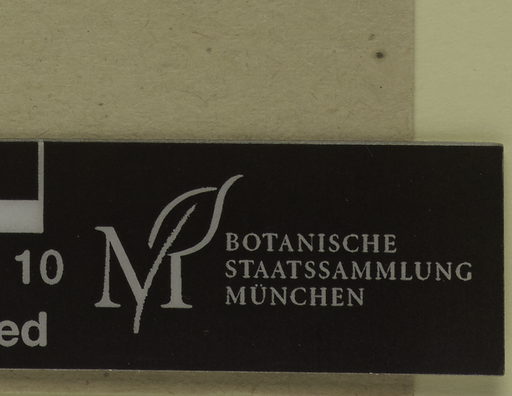 10
BOTANISCHE
STAATSSAMMLUNG
MÜNCHEN
ed